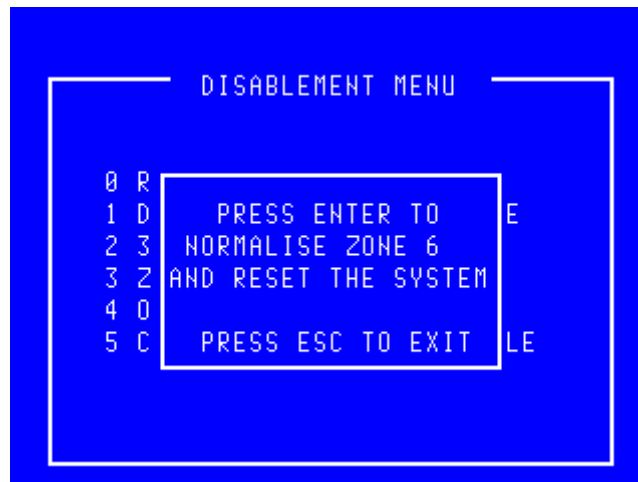 DISABLEMENT MENU
0 R
1 D PRESS ENTER TO E
2 3 NORMALISE ZONE 6
3 Z AND RESET THE SYSTEM
4 O
5 C PRESS ESC TO EXIT LE